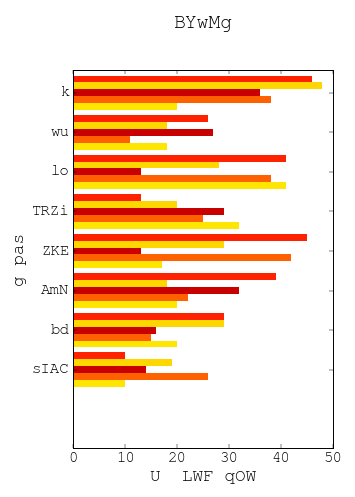 BYwMg
k
wu
lo
TRZi
ZKE
AmN
bd
sIAC
g pas
0 10 20 30 40 50
U  LWF qOW